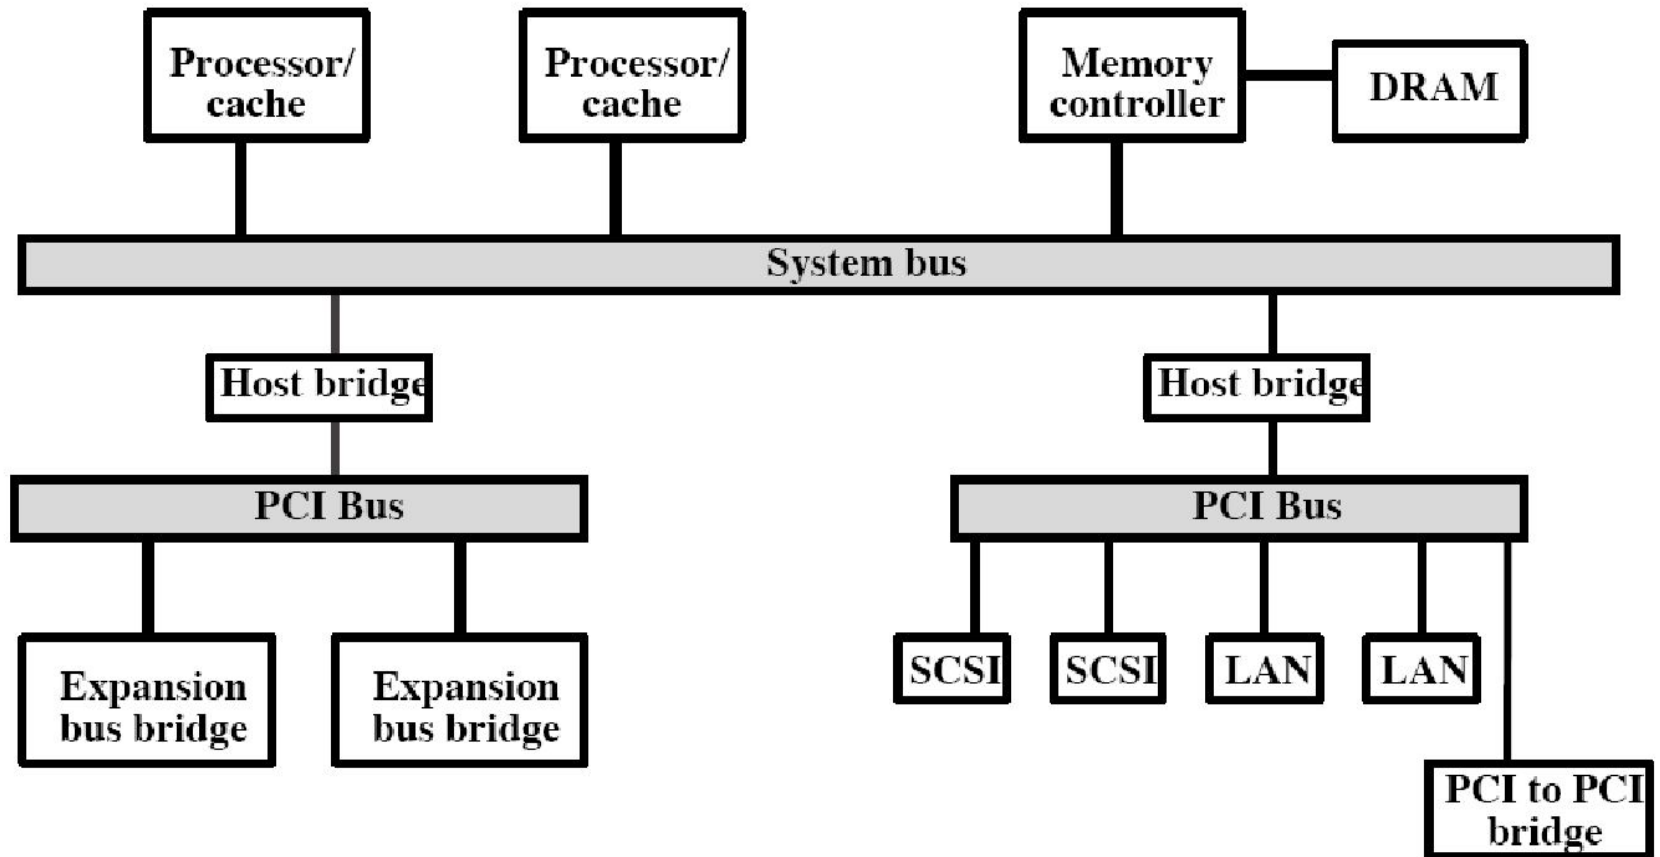 Processor/
cache
Processor/
cache
Memory
controller
DRAM
System bus
Host bridge
Host bridge
PCI Bus
PCI Bus
Expansion
bus bridge
Expansion
bus bridge
SCSI
SCSI
LAN
LAN
PCI to PCI
bridge